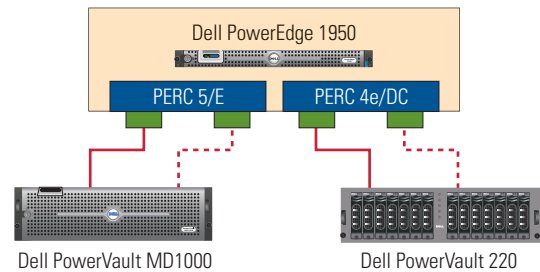 Dell PowerEdge 1950
PERC 5/E
PERC 4e/DC
Dell PowerVault MD1000
Dell PowerVault 220